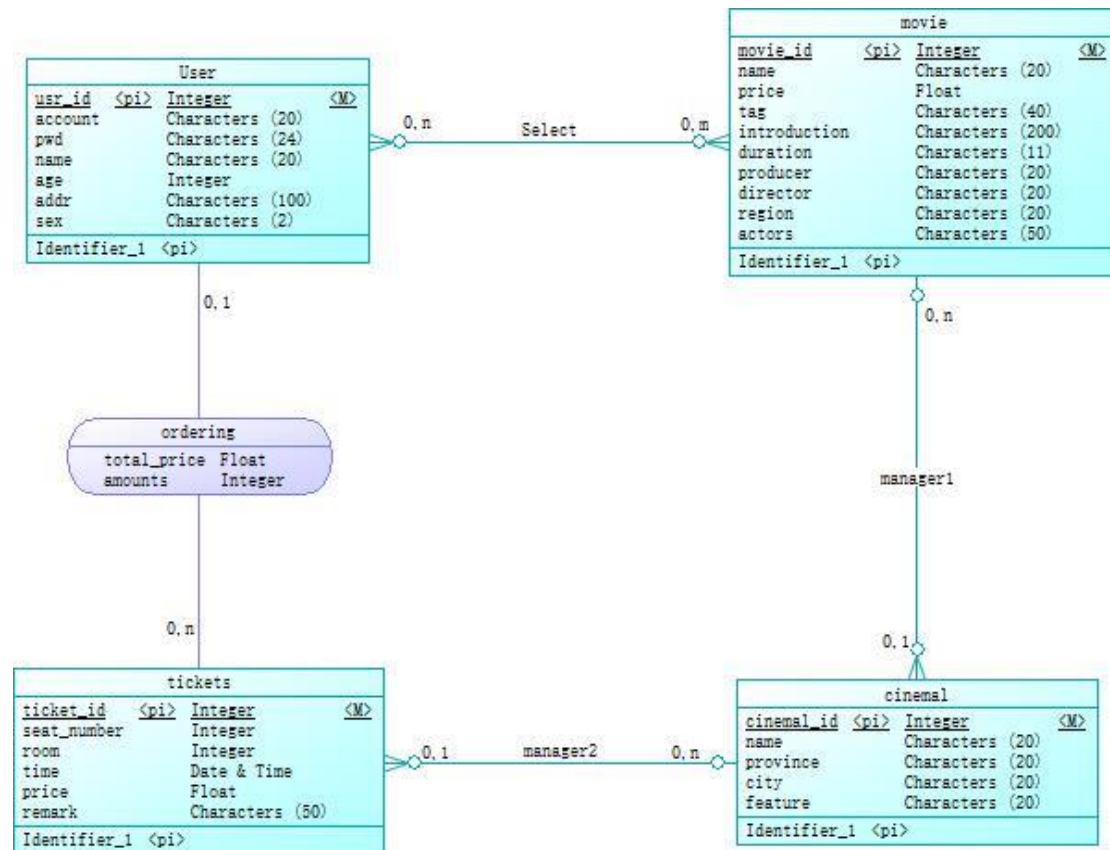 User
usr_id <pi> Integer <M>
account Characters (20)
pwd Characters (24)
name Characters (20)
age Integer
addr Characters (100)
sex Characters (2)
Identifier_1 <pi>
0,n Select 0,m
movie
movie_id <pi> Integer <M>
name Characters (20)
price Float
tag Characters (40)
introduction Characters (200)
duration Characters (11)
producer Characters (20)
director Characters (20)
region Characters (20)
actors Characters (50)
Identifier_1 <pi>
0,1
ordering
total_price Float
amounts Integer
0,n
0,n
manager1
0,1
tickets
ticket_id <pi> Integer <M>
seat_number Integer
room Integer
time Date & Time
price Float
remark Characters (50)
Identifier_1 <pi>
0,1 manager2 0,n
cinemal
cinemal_id <pi> Integer <M>
name Characters (20)
province Characters (20)
city Characters (20)
feature Characters (20)
Identifier_1 <pi>